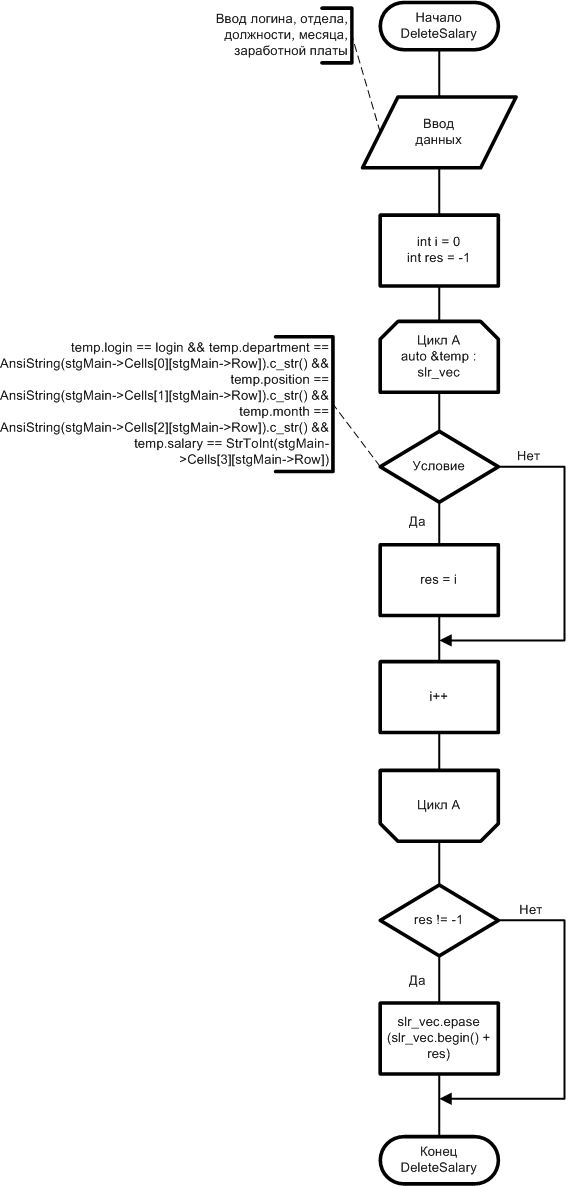 Ввод логина, отдела,
должности, месяца,
заработной платы
Начало
DeleteSalary
Ввод
данных
int i = 0
int res = -1
Цикл А
auto &temp :
slr_vec
temp.login == login && temp.department ==
AnsiString(stgMain->Cells[0][stgMain->Row]).c_str() &&
temp.position ==
AnsiString(stgMain->Cells[1][stgMain->Row]).c_str() &&
temp.month ==
AnsiString(stgMain->Cells[2][stgMain->Row]).c_str() &&
temp.salary == StrToInt(stgMain-
>Cells[3][stgMain->Row])
Условие
Нет
Да
res = i
i++
Цикл А
res != -1
Нет
Да
slr_vec.epase
(slr_vec.begin() +
res)
Конец
DeleteSalary